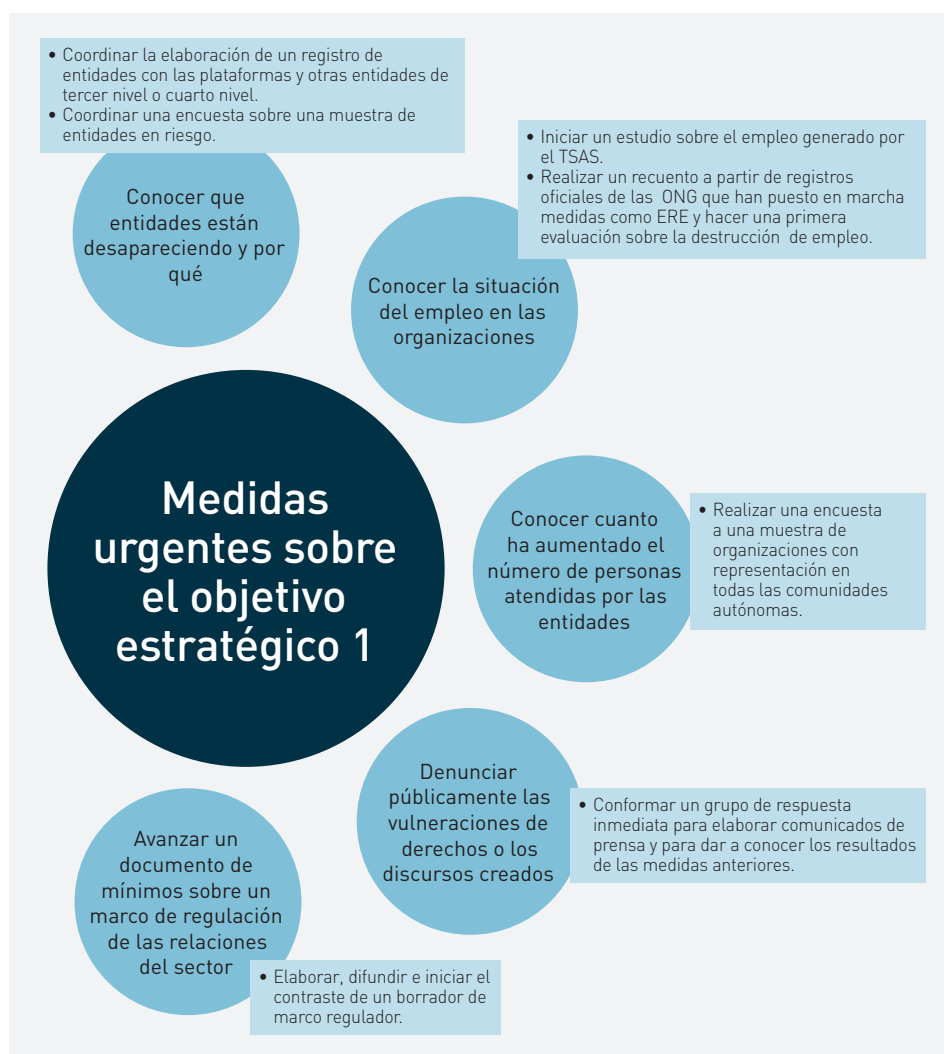 • Coordinar la elaboración de un registro de
entidades con las plataformas y otras entidades de
tercer nivel o cuarto nivel.
• Coordinar una encuesta sobre una muestra de
entidades en riesgo.
Conocer que
entidades están
desapareciendo y por
qué
• Iniciar un estudio sobre el empleo generado por
el TSAS.
• Realizar un recuento a partir de registros
oficiales de las ONG que han puesto en marcha
medidas como ERE y hacer una primera
evaluación sobre la destrucción de empleo.
Conocer la situación
del empleo en las
organizaciones
Medidas
urgentes sobre
el objetivo
estratégico 1
Conocer cuanto
ha aumentado el
número de personas
atendidas por las
entidades
• Realizar una encuesta
a una muestra de
organizaciones con
representación en
todas las comunidades
autónomas.
Denunciar
públicamente las
vulneraciones de
derechos o los
discursos creados
• Conformar un grupo de respuesta
inmediata para elaborar comunicados de
prensa y para dar a conocer los resultados
de las medidas anteriores.
Avanzar un
documento de
mínimos sobre un
marco de regulación
de las relaciones
del sector
• Elaborar, difundir e iniciar el
contraste de un borrador de
marco regulador.